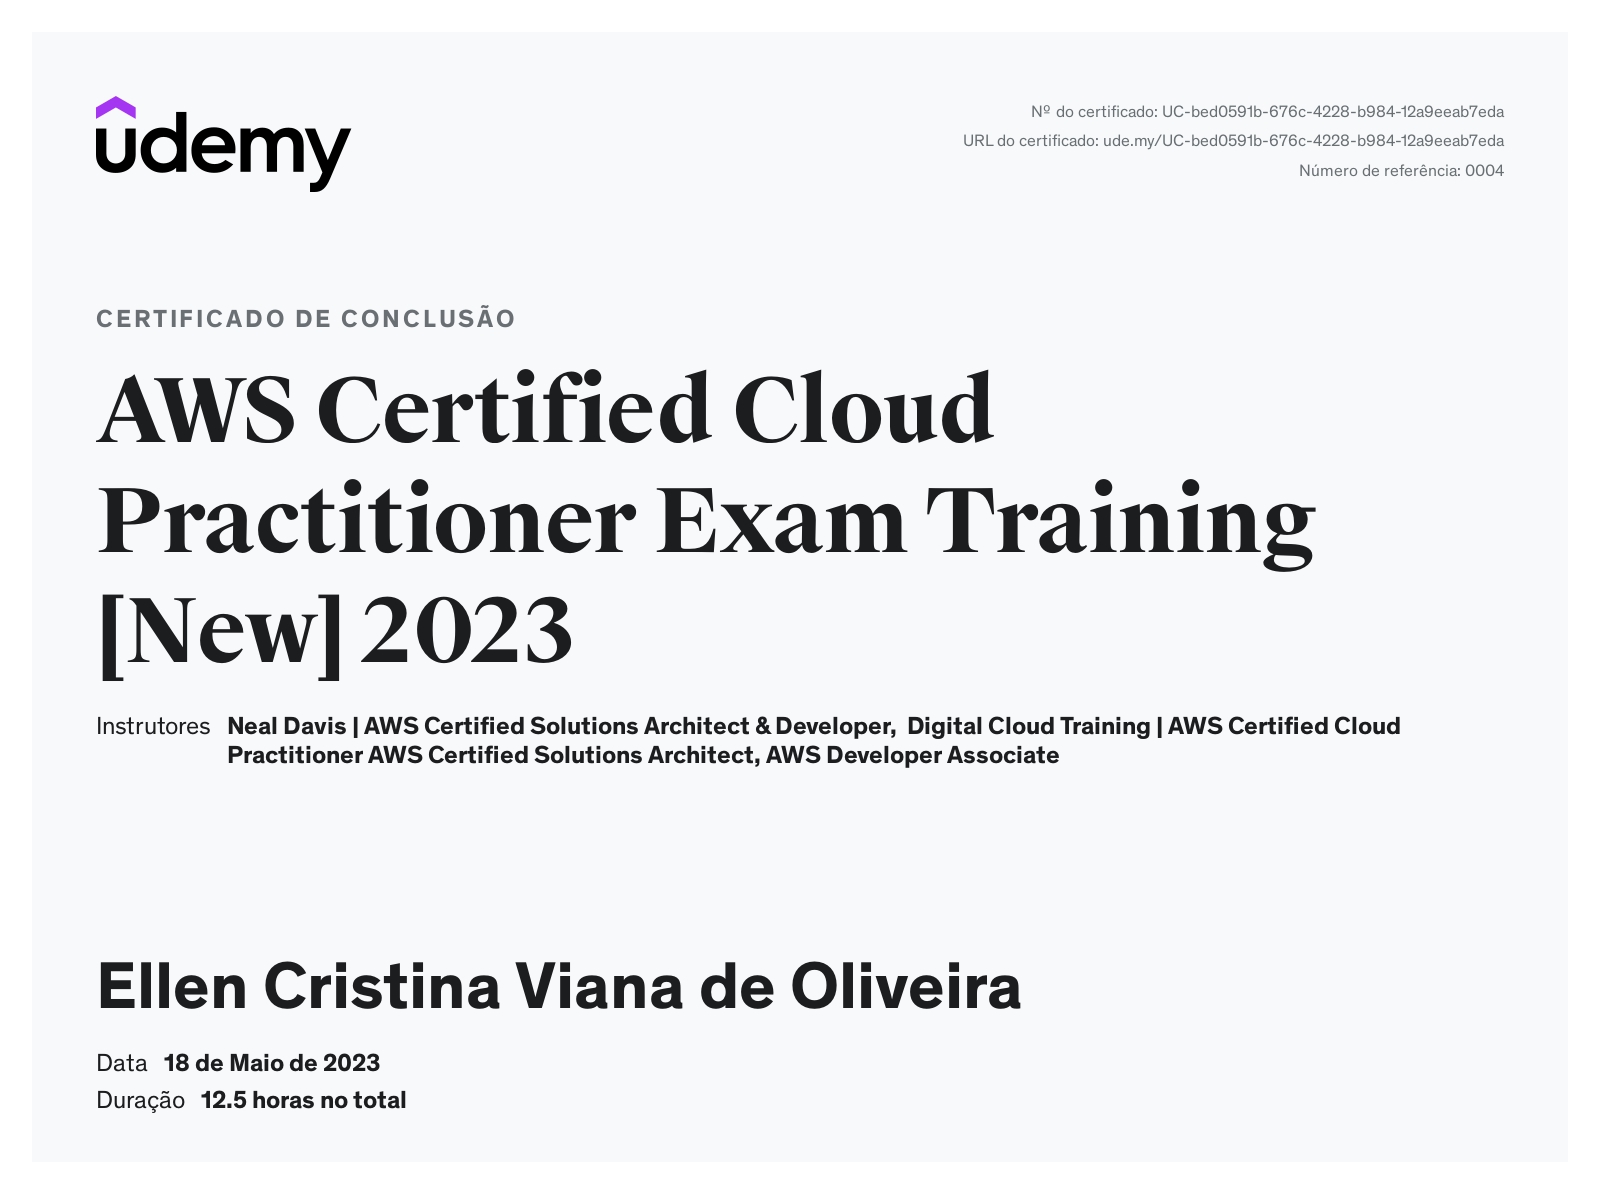 udemy
Nº do certificado: UC-bed0591b-676c-4228-b984-12a9eeab7eda
URL do certificado: ude.my/UC-bed0591b-676c-4228-b984-12a9eeab7eda
Número de referência: 0004
CERTIFICADO DE CONCLUSÃO
AWS Certified Cloud
Practitioner Exam Training
[New] 2023
Instrutores Neal Davis | AWS Certified Solutions Architect & Developer, Digital Cloud Training | AWS Certified Cloud
Practitioner AWS Certified Solutions Architect, AWS Developer Associate
Ellen Cristina Viana de Oliveira
Data 18 de Maio de 2023
Duração 12.5 horas no total